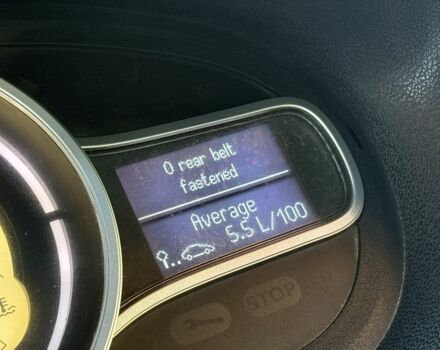 0 rear belt
fastened
Average
5.5 L/100
STOP